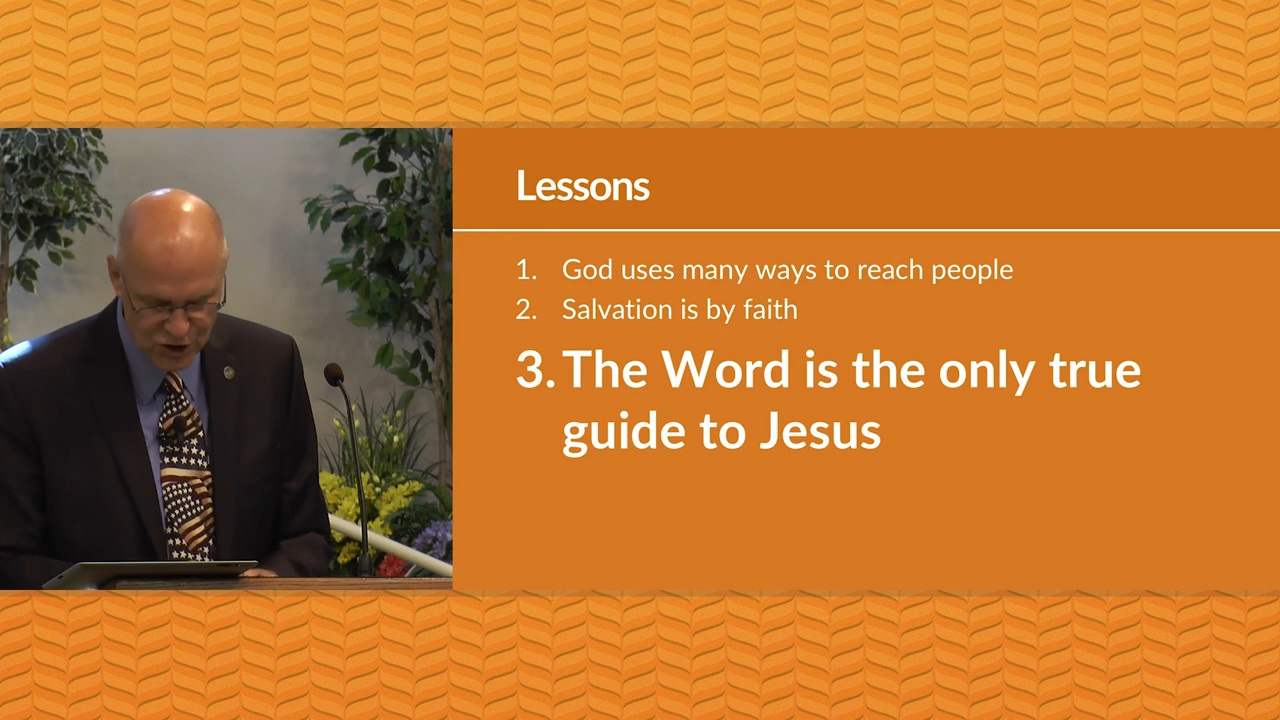 Lessons
1. God uses many ways to reach people
2. Salvation is by faith
3. The Word is the only true
guide to Jesus